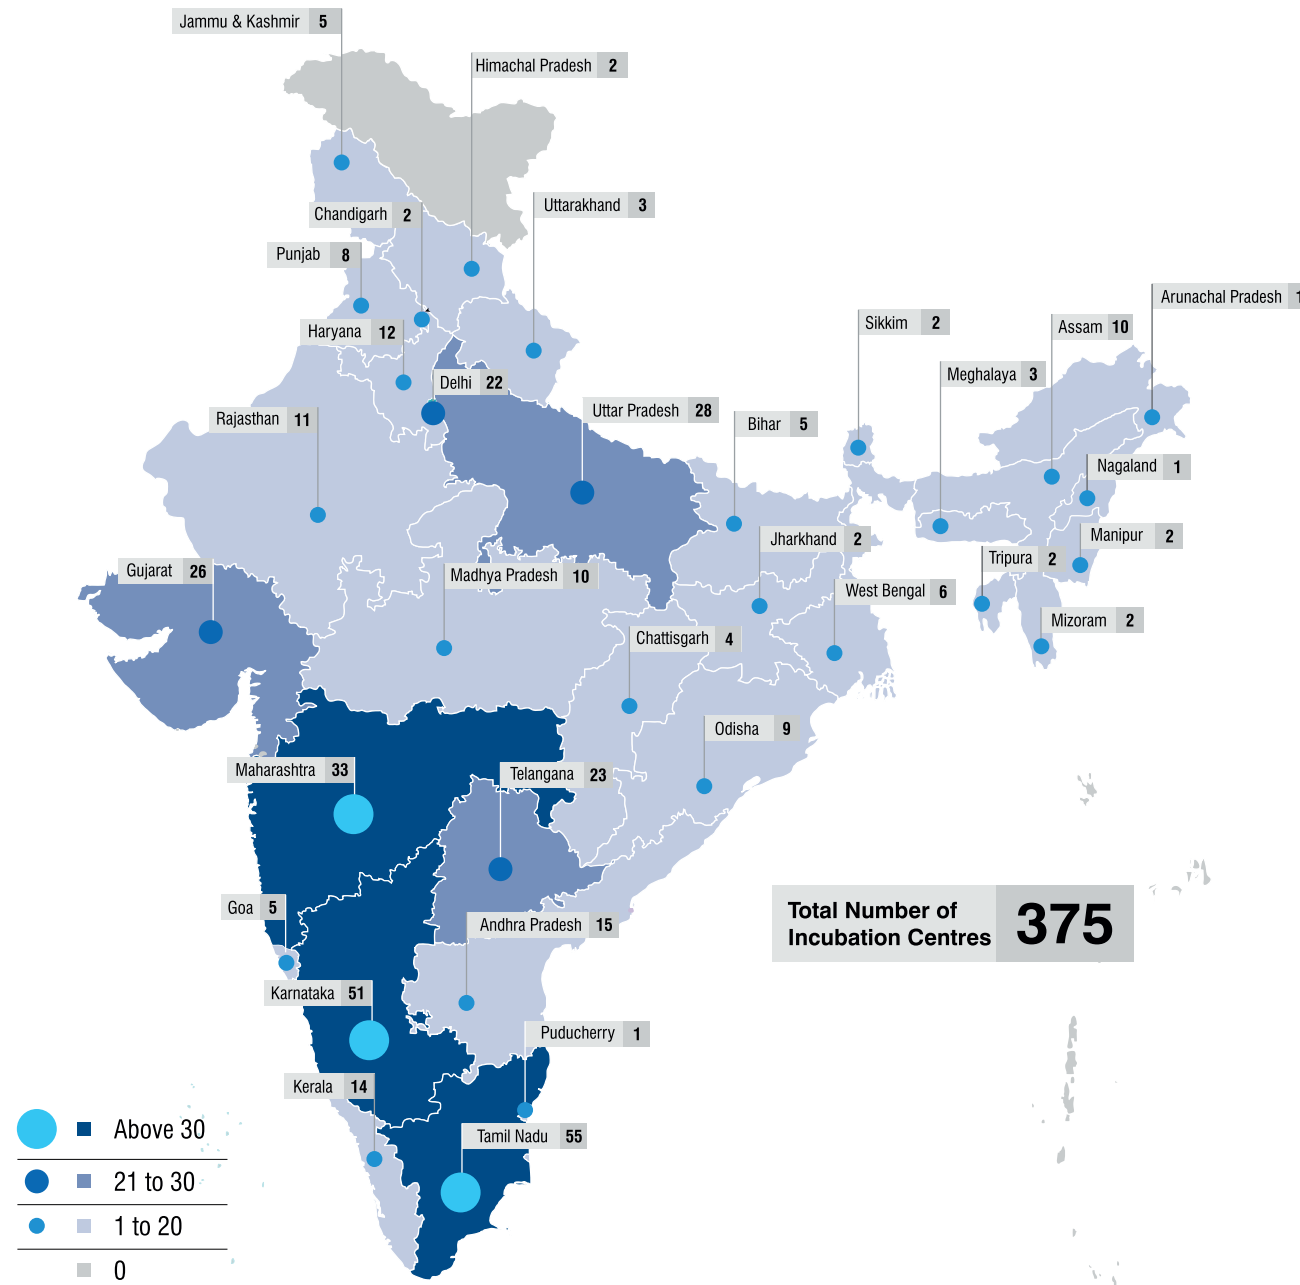 Jammu & Kashmir 5
Himachal Pradesh 2
Uttarakhand 3
Chandigarh 2
Punjab 8
Arunachal Pradesh 1
Sikkim 2
Assam 10
Haryana 12
Meghalaya 3
Delhi 22
Uttar Pradesh 28
Rajasthan 11
Bihar 5
Nagaland 1
Jharkhand 2
Manipur 2
Tripura 2
Gujarat 26
Madhya Pradesh 10
West Bengal 6
Mizoram 2
Chattisgarh 4
Odisha 9
Maharashtra 33
Telangana 23
Goa 5
Andhra Pradesh 15
Total Number of
Incubation Centres 375
Karnataka 51
Puducherry 1
Kerala 14
Tamil Nadu 55
Above 30
21 to 30
1 to 20
0